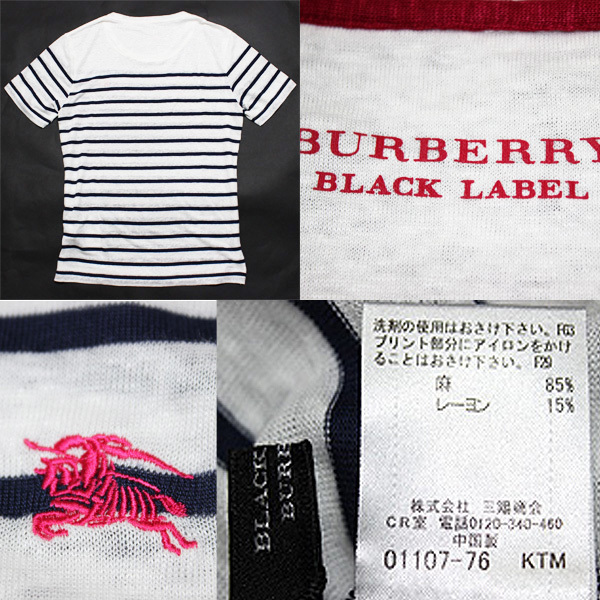 BURBERRY
BLACK LABEL
洗剤の使用はおさけ下さい。F63
プリント部分にアイロンをかけ
ることはおさけ下さい。F29
麻 85%
レーヨン 15%
BLACK
BURB
株式会社 三陽商会
CR室 電話0120-340-460
中国製
01107-76 KTM